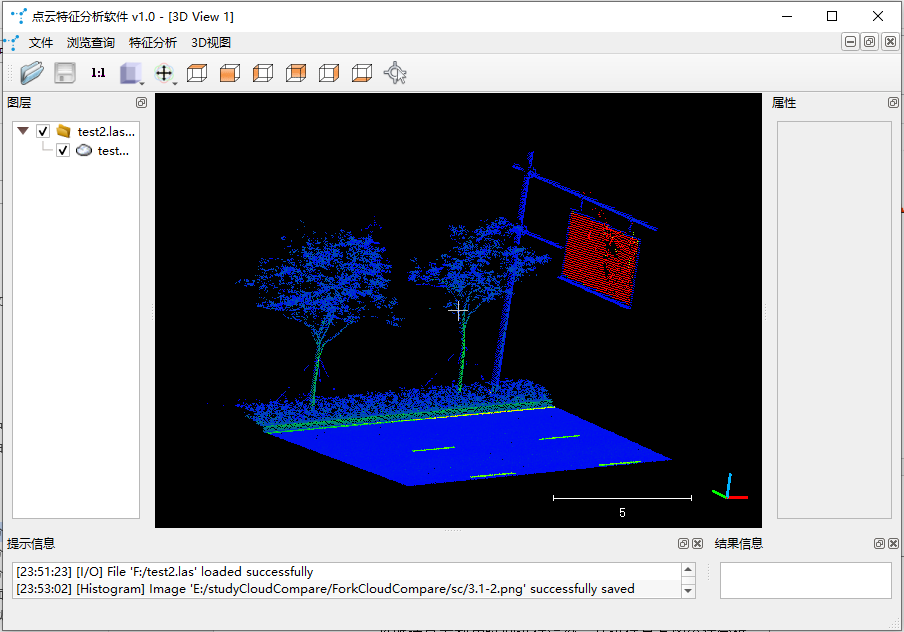 点云特征分析软件 v1.0 - [3D View 1]
文件 浏览查询 特征分析 3D视图
1:1
图层
属性
test2.las...
test...
5
提示信息
结果信息
[23:51:23] [I/O] File 'F:/test2.las' loaded successfully
[23:53:02] [Histogram] Image 'E:/studyCloudCompare/ForkCloudCompare/sc/3.1-2.png' successfully saved